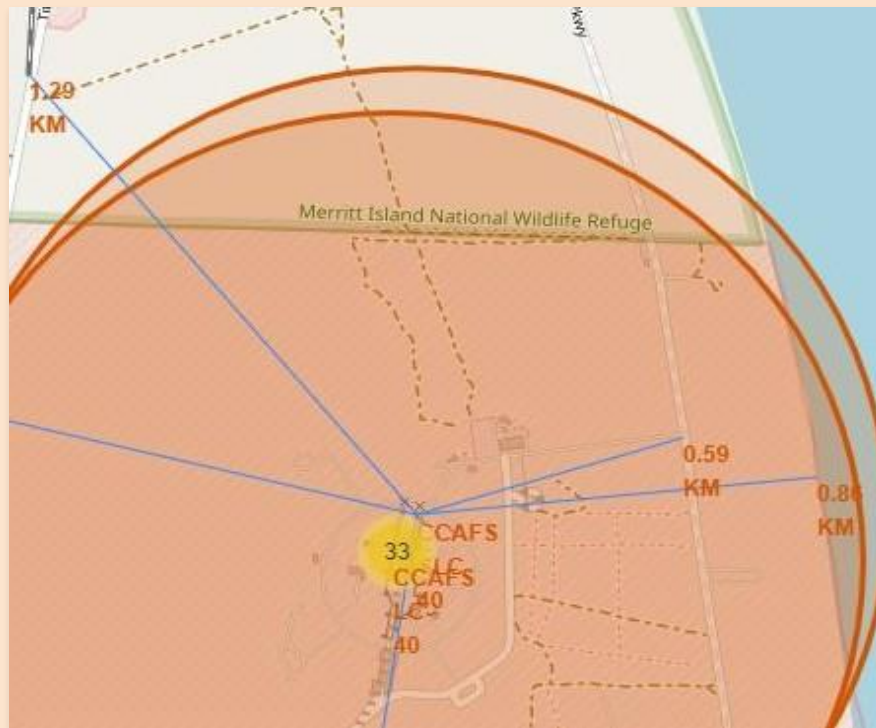 1.29
KM
Merritt Island National Wildlife Refuge
0.59
KM
0.86
KM
33
CCAFS
LC
40
CCAFS
LC-
40